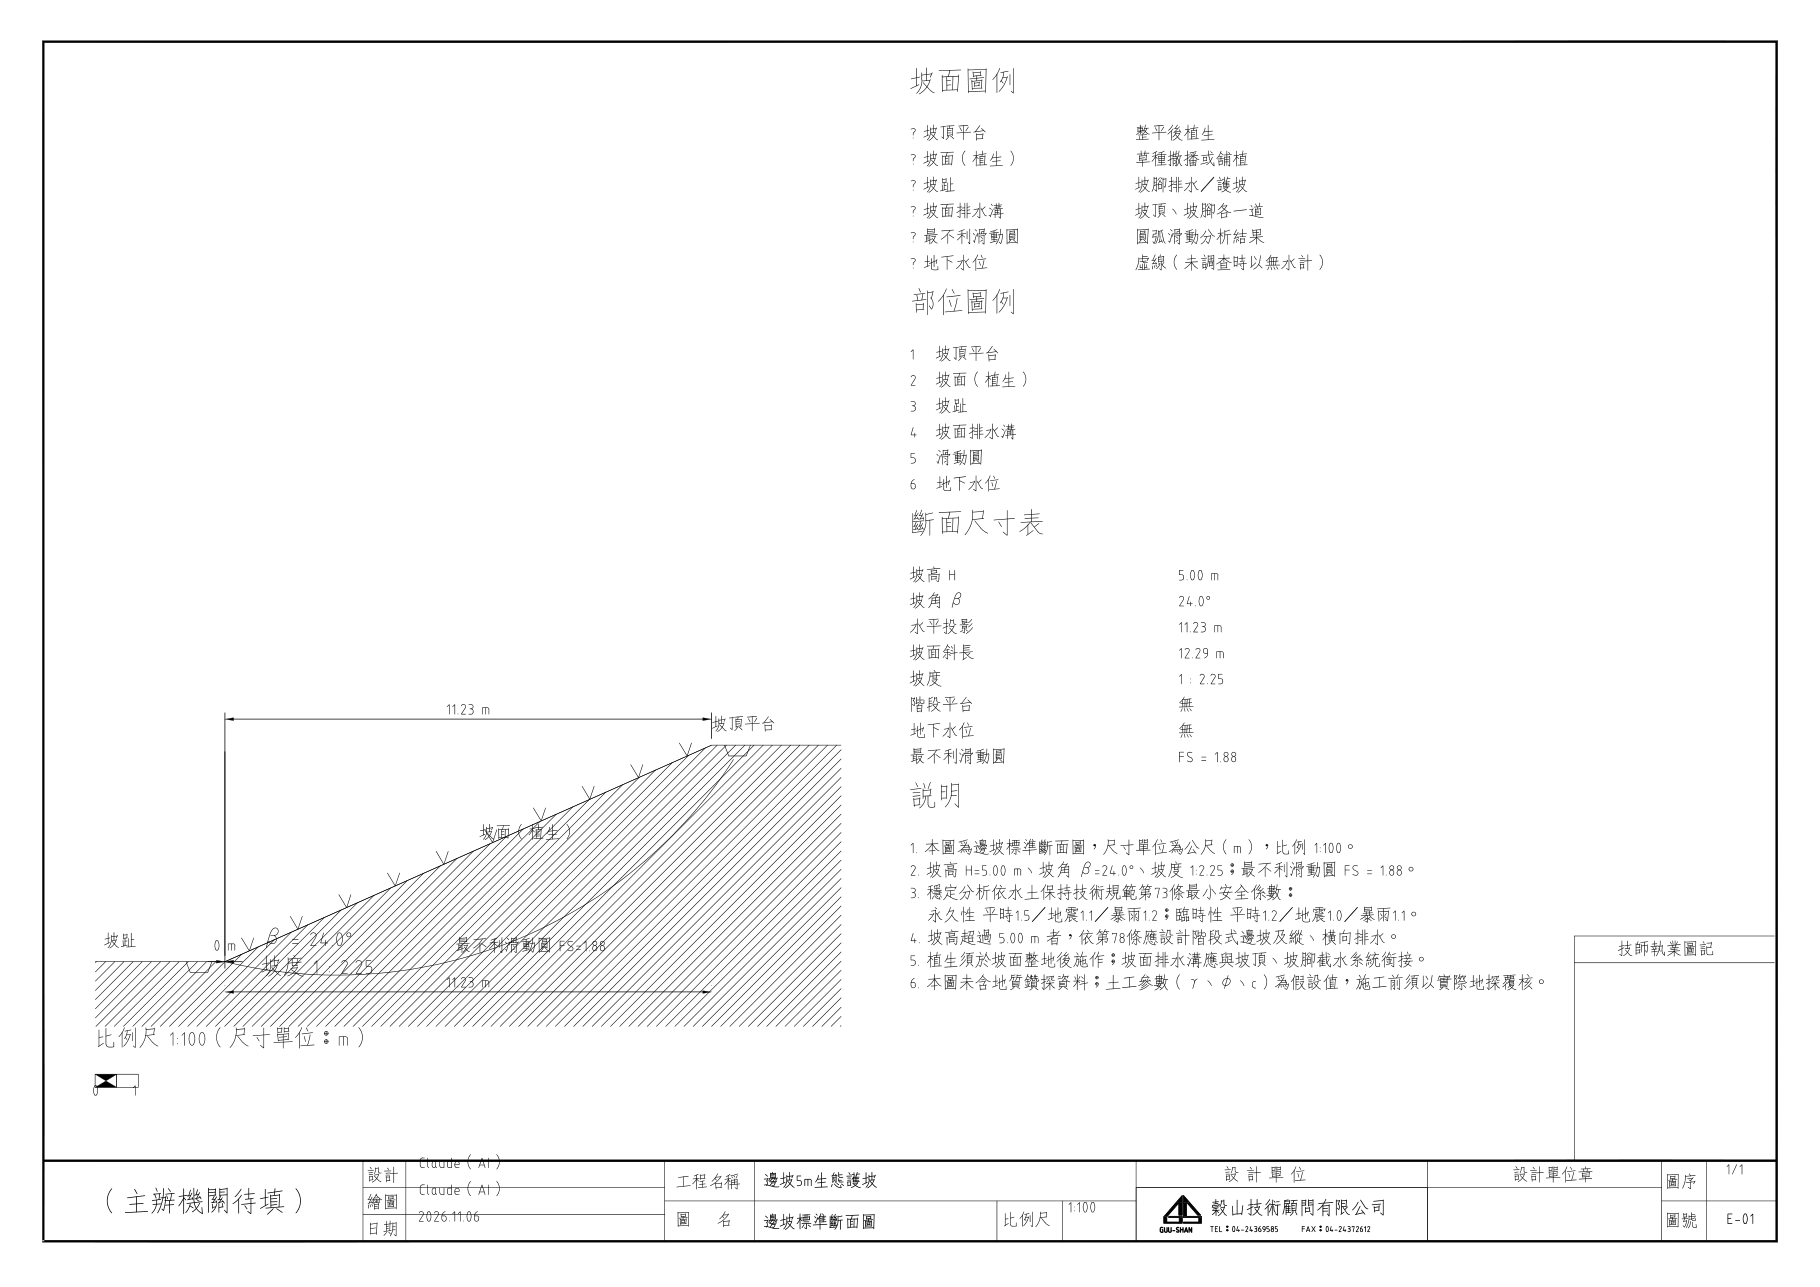 坡面圖例
? 坡頂平台 整平後植生
? 坡面（植生） 草種撒播或舖植
? 坡趾 坡腳排水／護坡
? 坡面排水溝 坡頂、坡腳各一道
? 最不利滑動圓 圓弧滑動分析結果
? 地下水位 虛線（未調查時以無水計）
部位圖例
1 坡頂平台
2 坡面（植生）
3 坡趾
4 坡面排水溝
5 滑動圓
6 地下水位
斷面尺寸表
坡高 H 5.00 m
坡角 β 24.0°
水平投影 11.23 m
坡面斜長 12.29 m
坡度 1 : 2.25
階段平台 無
地下水位 無
最不利滑動圓 FS = 1.88
説明
1. 本圖為邊坡標準斷面圖，尺寸單位為公尺（m），比例 1:100。
2. 坡高 H=5.00 m、坡角 β=24.0°、坡度 1:2.25；最不利滑動圓 FS = 1.88。
3. 穩定分析依水土保持技術規範第73條最小安全係數：
永久性 平時1.5／地震1.1／暴雨1.2；臨時性 平時1.2／地震1.0／暴雨1.1。
4. 坡高超過 5.00 m 者，依第78條應設計階段式邊坡及縱、橫向排水。
5. 植生須於坡面整地後施作；坡面排水溝應與坡頂、坡腳截水系統銜接。
6. 本圖未含地質鑽探資料；土工參數（γ、φ、c）為假設值，施工前須以實際地探覆核。
11.23 m
坡頂平台
坡面（植生）
坡趾
0 m
β = 24.0°
最不利滑動圓 FS=1.88
坡度 1 : 2.25
11.23 m
比例尺 1:100（尺寸單位：m）
0 1
技師執業圖記
（主辦機關待填）
設計 Claude（AI）
繪圖 Claude（AI）
日期 2026.11.06
工程名稱 邊坡5m生態護坡
圖 名 邊坡標準斷面圖
比例尺 1:100
設計單位
GUU-SHAN
穀山技術顧問有限公司
TEL：04-24369585 FAX：04-24372612
設計單位章
圖序 1/1
圖號 E-01